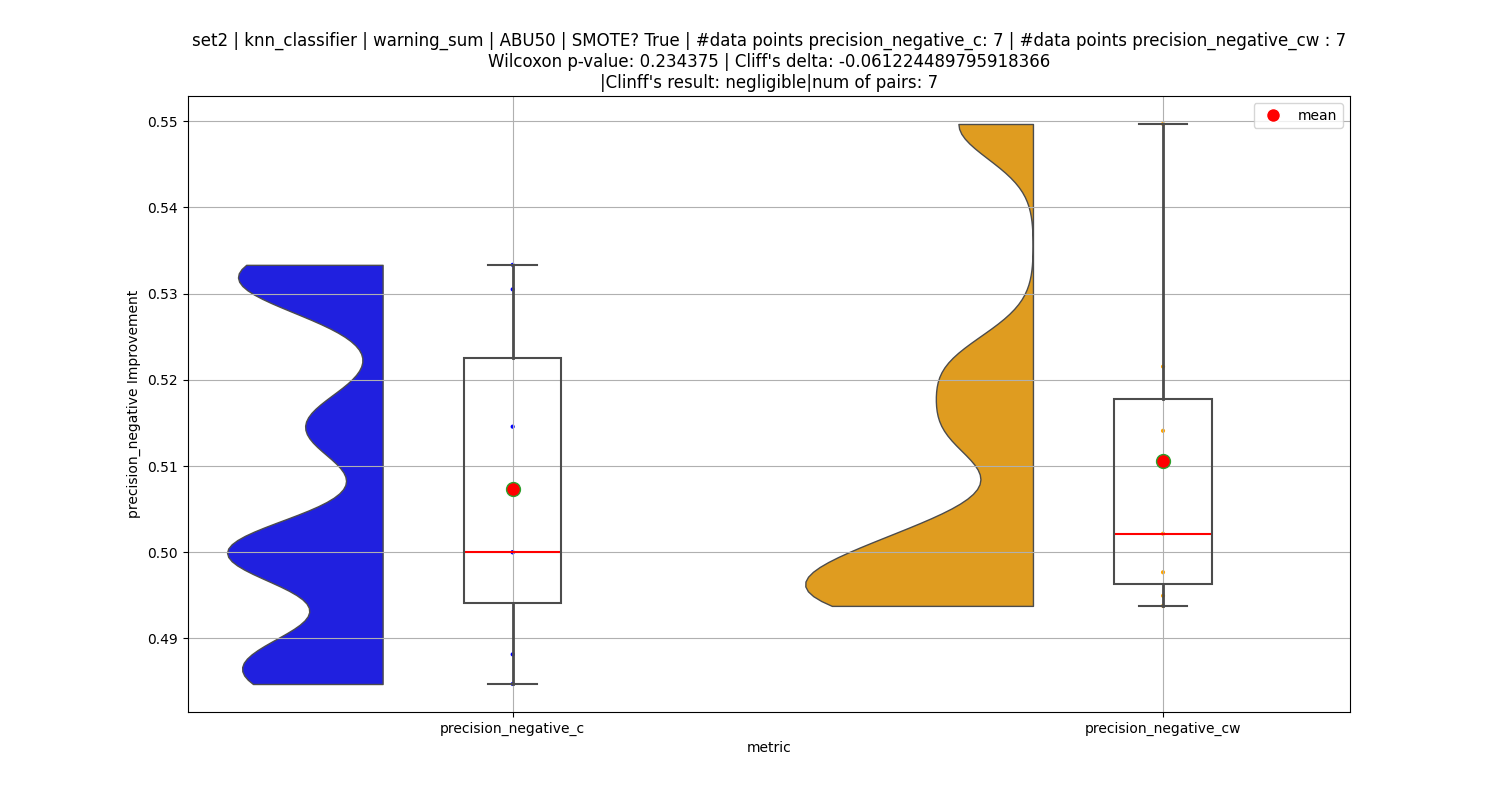 set2 | knn_classifier | warning_sum | ABU50 | SMOTE? True | #data points precision_negative_c: 7 | #data points precision_negative_cw : 7
Wilcoxon p-value: 0.234375 | Cliff's delta: -0.061224489795918366
|Clinff's result: negligible|num of pairs: 7
mean
0.55
0.54
0.53
0.52
0.51
0.50
0.49
precision_negative Improvement
precision_negative_c
precision_negative_cw
metric